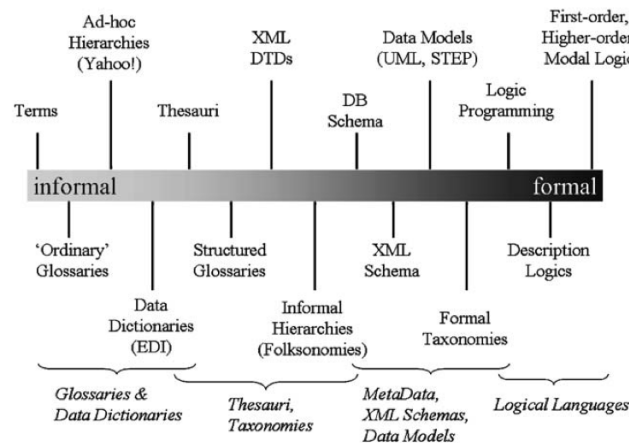 Ad-hoc
Hierarchies
(Yahoo!)
XML
DTDs
Data Models
(UML, STEP)
First-order,
Higher-order,
Modal Logic
Terms
Thesauri
DB
Schema
Logic
Programming
informal
formal
'Ordinary'
Glossaries
Structured
Glossaries
XML
Schema
Description
Logics
Data
Dictionaries
(EDI)
Informal
Hierarchies
(Folksonomies)
Formal
Taxonomies
Glossaries &
Data Dictionaries
Thesauri,
Taxonomies
MetaData,
XML Schemas,
Data Models
Logical Languages